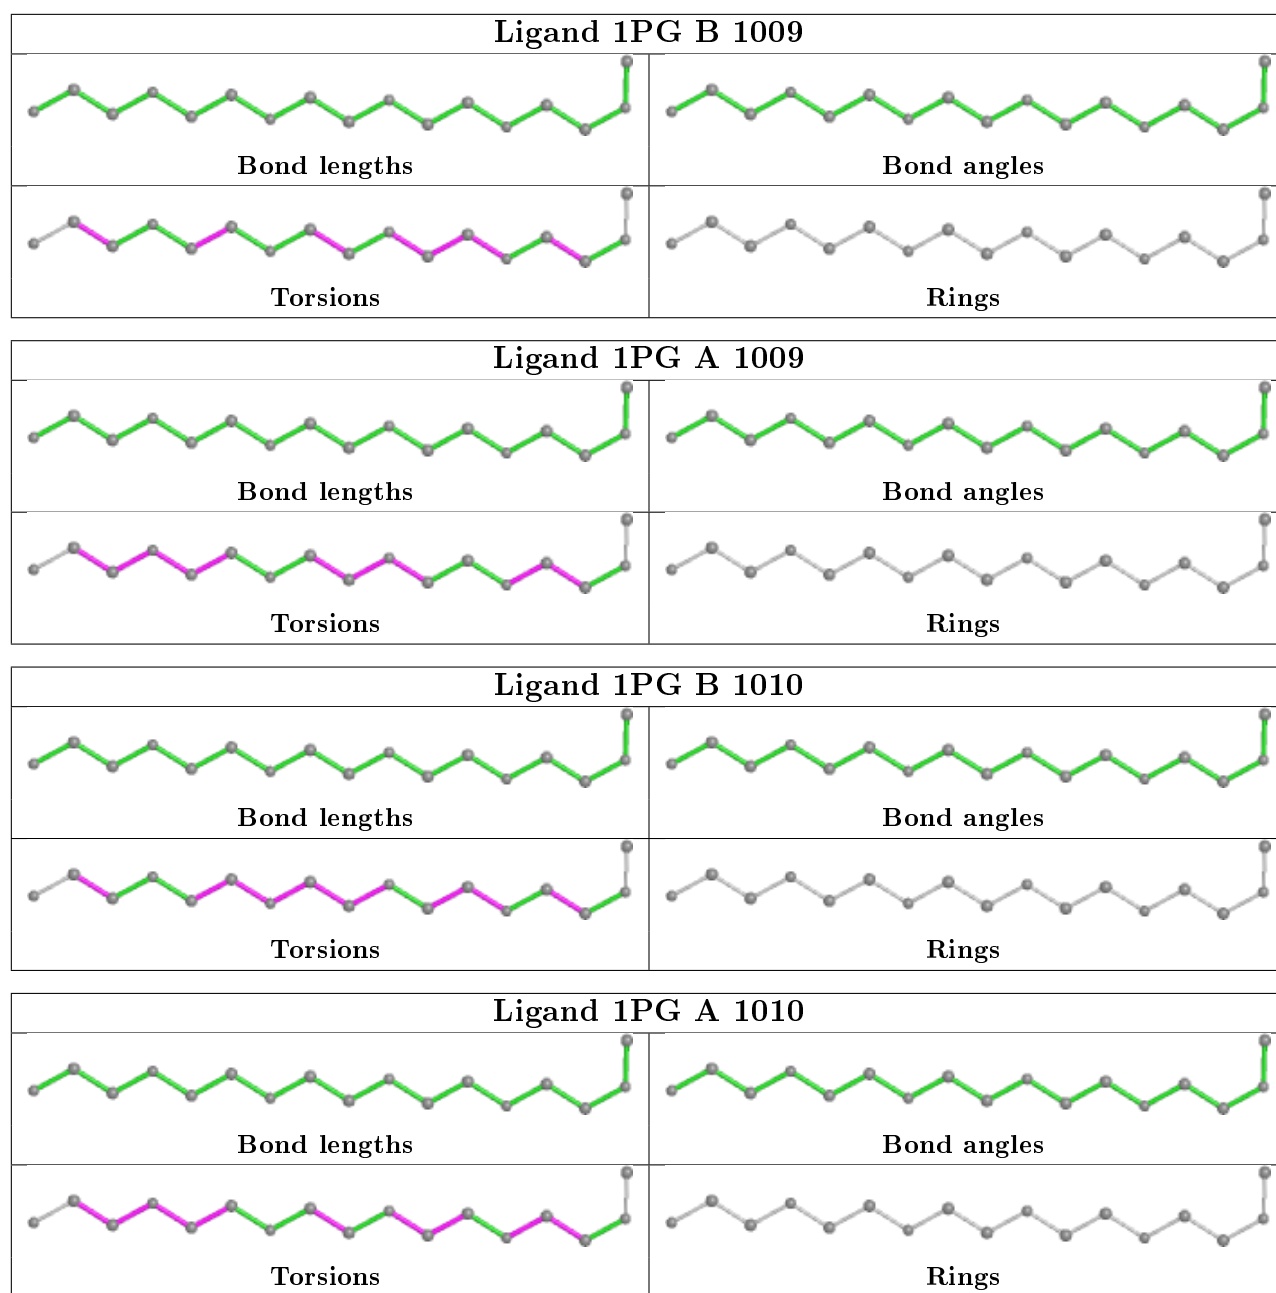 Ligand 1PG B 1009
Bond lengths
Bond angles
Torsions
Rings
Ligand 1PG A 1009
Bond lengths
Bond angles
Torsions
Rings
Ligand 1PG B 1010
Bond lengths
Bond angles
Torsions
Rings
Ligand 1PG A 1010
Bond lengths
Bond angles
Torsions
Rings